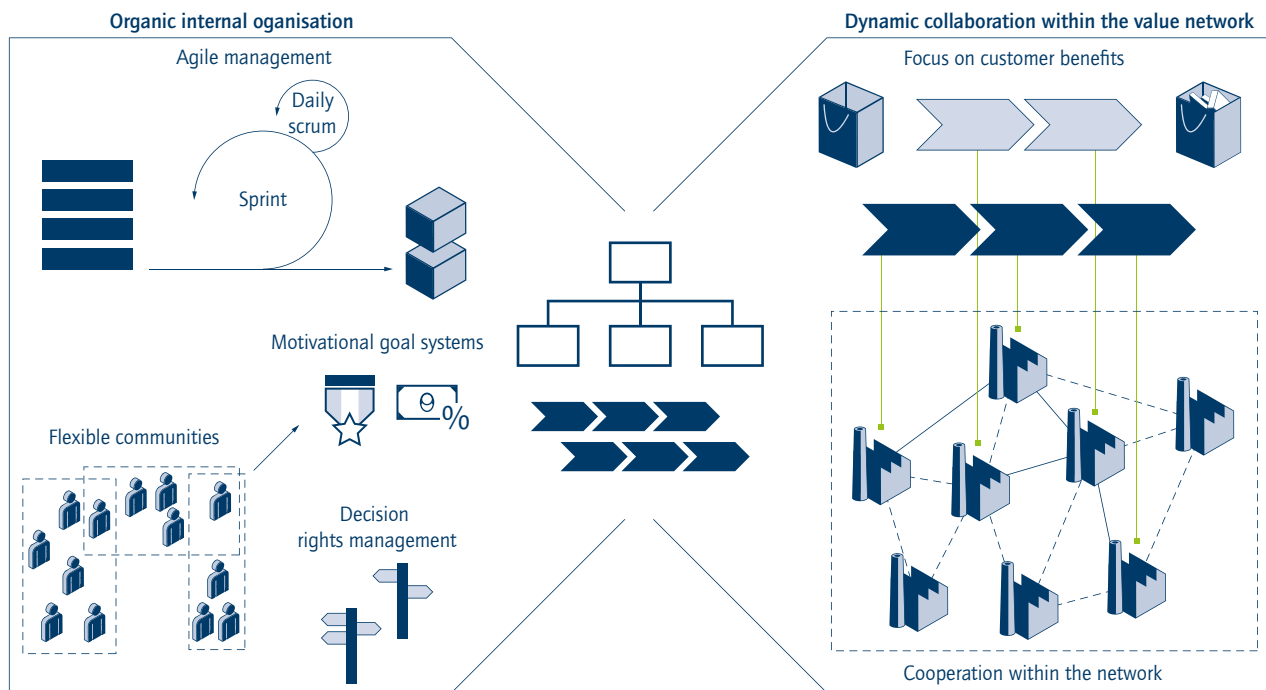 Organic internal oganisation
Agile management
Daily
scrum
Sprint
Motivational goal systems
%
Flexible communities
Decision
rights management
Dynamic collaboration within the value network
Focus on customer benefits
Cooperation within the network